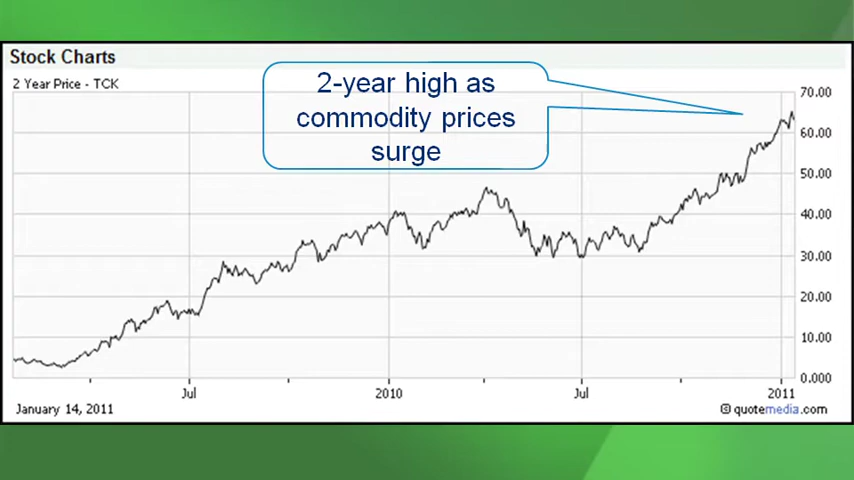 Stock Charts
2 Year Price - TCK
2-year high as
commodity prices
surge
70.00
60.00
50.00
40.00
30.00
20.00
10.00
0.000
Jul
2010
Jul
2011
January 14, 2011
© quotemedia.com